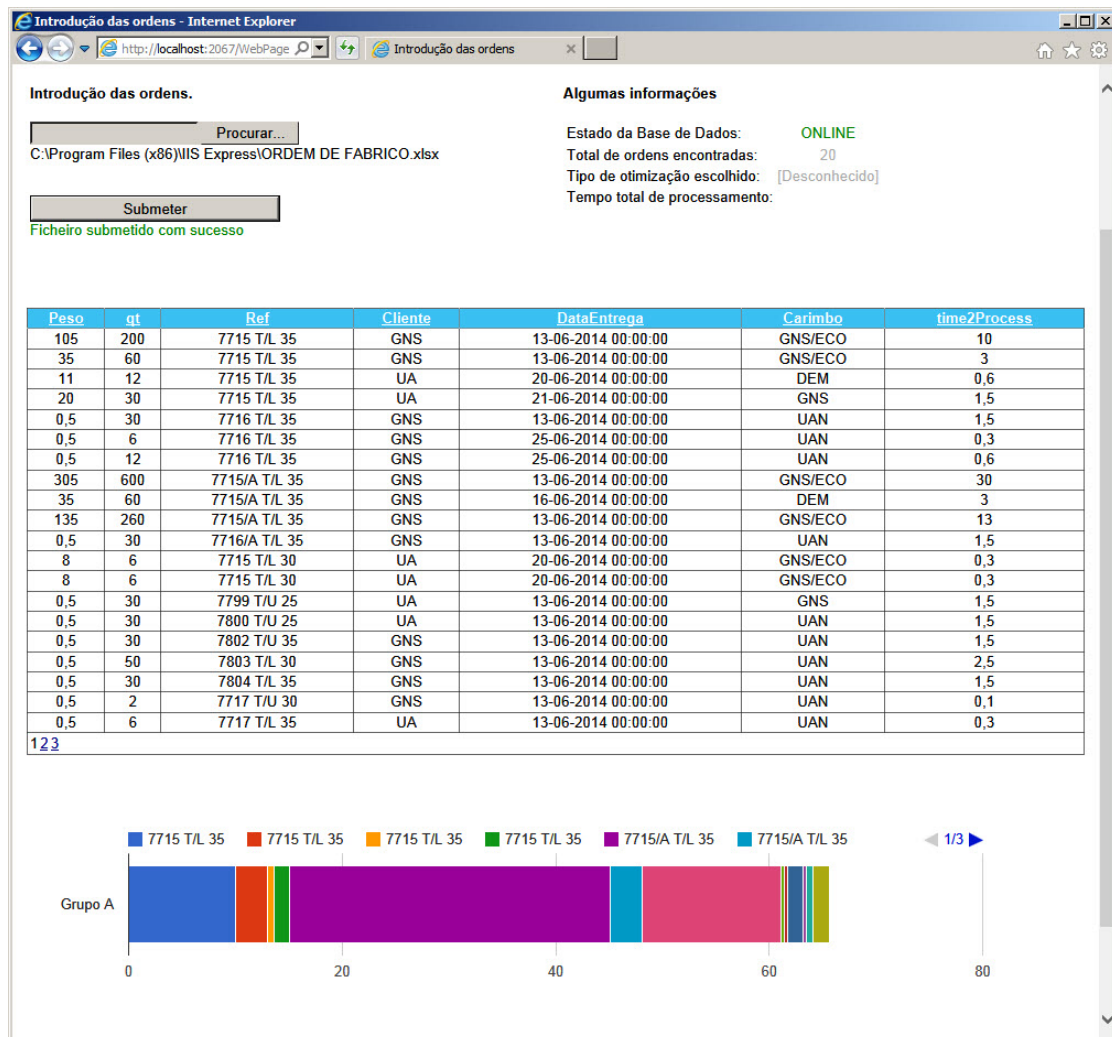 Introdução das ordens - Internet Explorer
http://localhost:2067/WebPage
Introdução das ordens
Introdução das ordens.
Algumas informações
Procurar...
C:\Program Files (x86)\IIS Express\ORDEM DE FABRICO.xlsx
Estado da Base de Dados: ONLINE
Total de ordens encontradas: 20
Tipo de otimização escolhido: [Desconhecido]
Tempo total de processamento:
Submeter
Ficheiro submetido com sucesso
Peso qt Ref Cliente DataEntrega Carimbo time2Process
105 200 7715 T/L 35 GNS 13-06-2014 00:00:00 GNS/ECO 10
35 60 7715 T/L 35 GNS 13-06-2014 00:00:00 GNS/ECO 3
11 12 7715 T/L 35 UA 20-06-2014 00:00:00 DEM 0,6
20 30 7715 T/L 35 UA 21-06-2014 00:00:00 GNS 1,5
0,5 30 7716 T/L 35 GNS 13-06-2014 00:00:00 UAN 1,5
0,5 6 7716 T/L 35 GNS 25-06-2014 00:00:00 UAN 0,3
0,5 12 7716 T/L 35 GNS 25-06-2014 00:00:00 UAN 0,6
305 600 7715/A T/L 35 GNS 13-06-2014 00:00:00 GNS/ECO 30
35 60 7715/A T/L 35 GNS 16-06-2014 00:00:00 DEM 3
135 260 7715/A T/L 35 GNS 13-06-2014 00:00:00 GNS/ECO 13
0,5 30 7716/A T/L 35 GNS 13-06-2014 00:00:00 UAN 1,5
8 6 7715 T/L 30 UA 20-06-2014 00:00:00 GNS/ECO 0,3
8 6 7715 T/L 30 UA 20-06-2014 00:00:00 GNS/ECO 0,3
0,5 30 7799 T/U 25 UA 13-06-2014 00:00:00 GNS 1,5
0,5 30 7800 T/U 25 UA 13-06-2014 00:00:00 UAN 1,5
0,5 30 7802 T/U 35 GNS 13-06-2014 00:00:00 UAN 1,5
0,5 50 7803 T/L 30 GNS 13-06-2014 00:00:00 UAN 2,5
0,5 30 7804 T/L 35 GNS 13-06-2014 00:00:00 UAN 1,5
0,5 2 7717 T/U 30 GNS 13-06-2014 00:00:00 UAN 0,1
0,5 6 7717 T/L 35 UA 13-06-2014 00:00:00 UAN 0,3
1 2 3
7715 T/L 35 7715 T/L 35 7715 T/L 35 7715 T/L 35 7715/A T/L 35 7715/A T/L 35 1/3
Grupo A
0 20 40 60 80